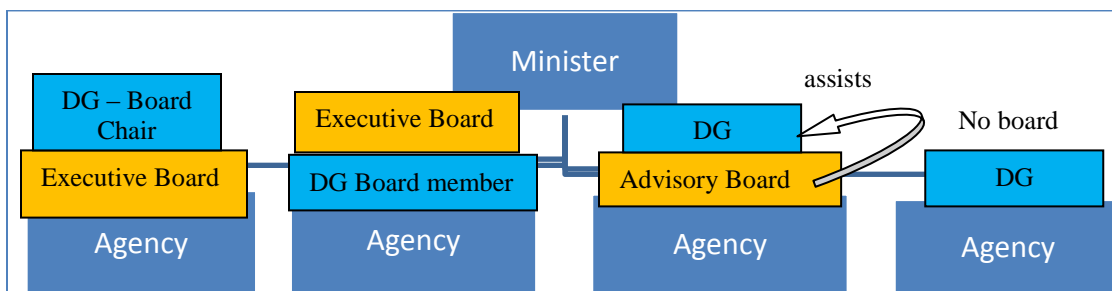 Minister
DG – Board
Chair
Executive Board
Agency
Executive Board
DG Board member
Agency
assists
DG
Advisory Board
Agency
No board
DG
Agency